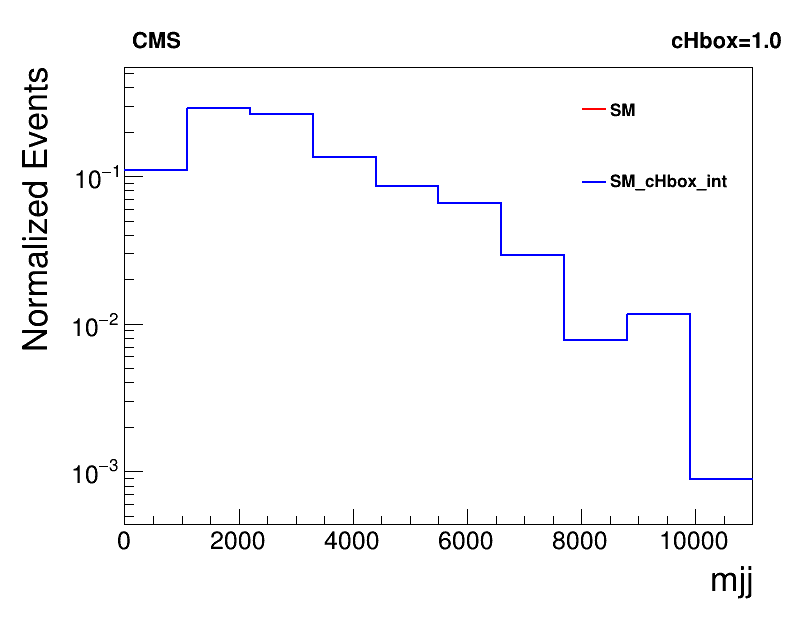 CMS
cHbox=1.0
Normalized Events
SM
SM_cHbox_int
10⁻¹
10⁻²
10⁻³
0 2000 4000 6000 8000 10000
mjj